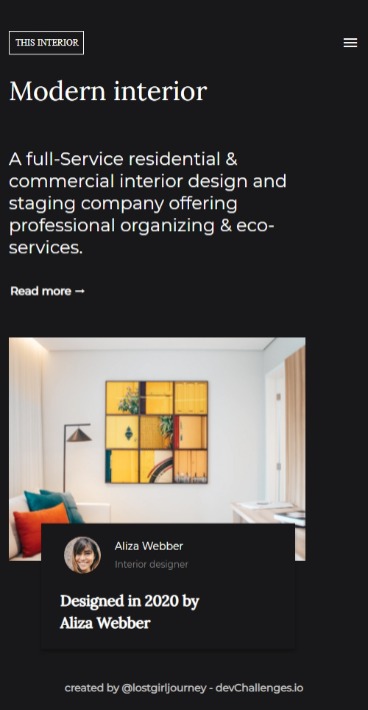 THIS INTERIOR
Modern interior
A full-Service residential &
commercial interior design and
staging company offering
professional organizing & eco-
services.
Read more →
Aliza Webber
Interior designer
Designed in 2020 by
Aliza Webber
created by @lostgirljourney - devChallenges.io